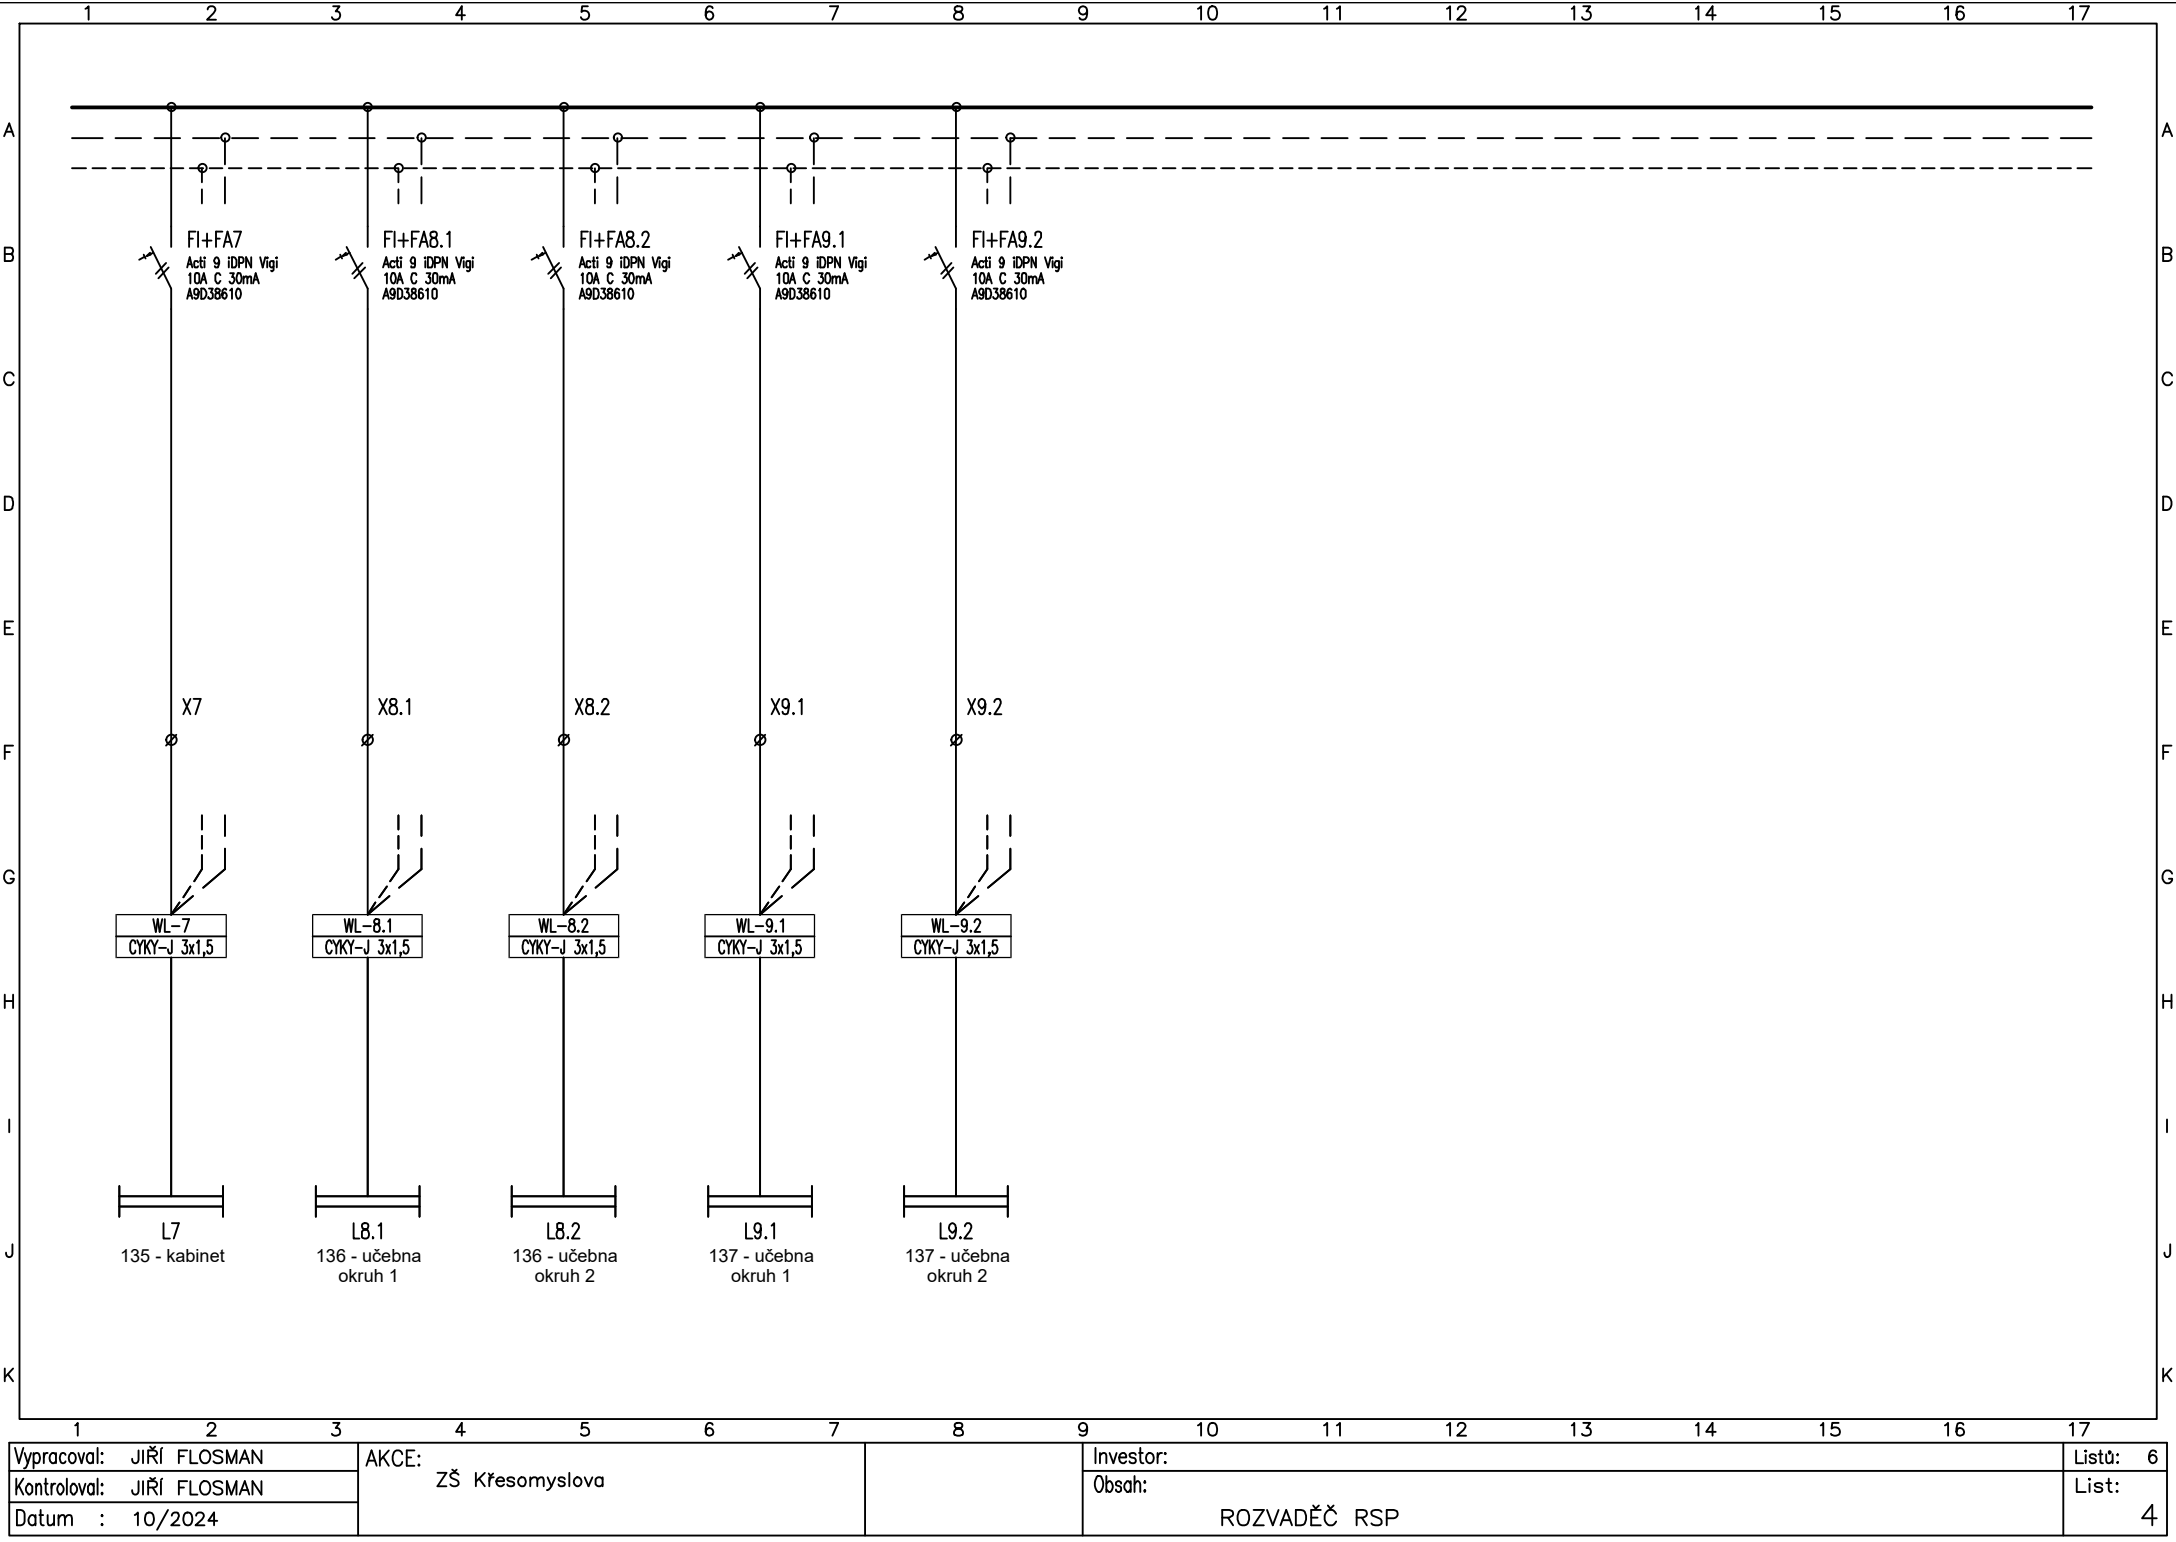 1 2 3 4 5 6 7 8 9 10 11 12 13 14 15 16 17
A A
B B
C C
D D
E E
F F
G G
H H
I I
J J
K K
FI+FA7
Acti 9 iDPN Vigi
10A C 30mA
A9D38610
FI+FA8.1
Acti 9 iDPN Vigi
10A C 30mA
A9D38610
FI+FA8.2
Acti 9 iDPN Vigi
10A C 30mA
A9D38610
FI+FA9.1
Acti 9 iDPN Vigi
10A C 30mA
A9D38610
FI+FA9.2
Acti 9 iDPN Vigi
10A C 30mA
A9D38610
X7 X8.1 X8.2 X9.1 X9.2
WL-7 WL-8.1 WL-8.2 WL-9.1 WL-9.2
CYKY-J 3x1,5 CYKY-J 3x1,5 CYKY-J 3x1,5 CYKY-J 3x1,5 CYKY-J 3x1,5
L7
135 - kabinet
L8.1
136 - učebna
okruh 1
L8.2
136 - učebna
okruh 2
L9.1
137 - učebna
okruh 1
L9.2
137 - učebna
okruh 2
1 2 3 4 5 6 7 8 9 10 11 12 13 14 15 16 17
Vypracoval: JIŘÍ FLOSMAN
Kontroloval: JIŘÍ FLOSMAN
Datum : 10/2024
AKCE:
ZŠ Křesomyslova
Investor:
Obsah:
ROZVADĚČ RSP
Listů: 6
List:
4